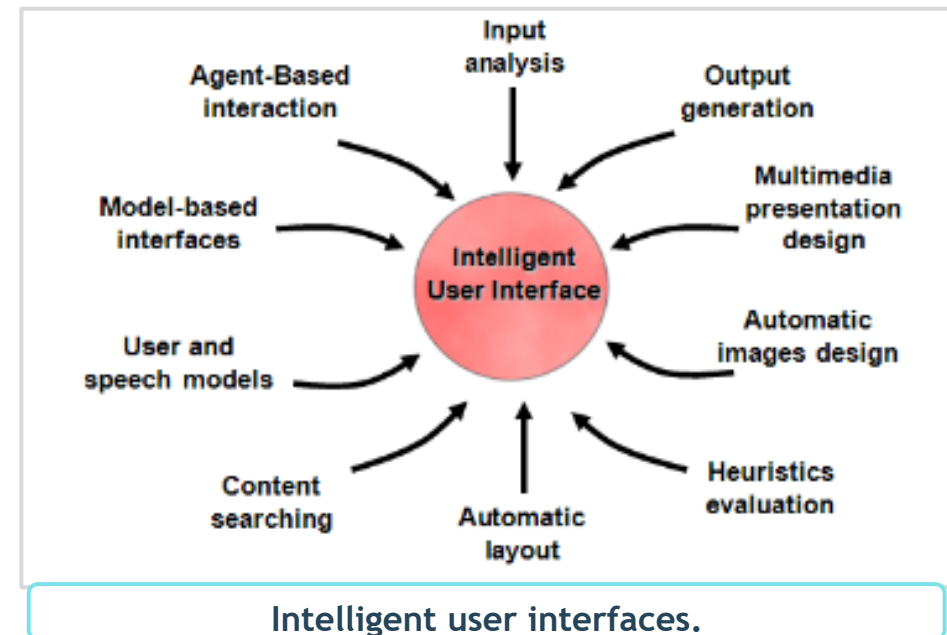 Input
analysis
Agent-Based
interaction
Output
generation
Multimedia
presentation
design
Model-based
interfaces
Intelligent
User Interface
Automatic
images design
User and
speech models
Heuristics
evaluation
Content
searching
Automatic
layout
Intelligent user interfaces.